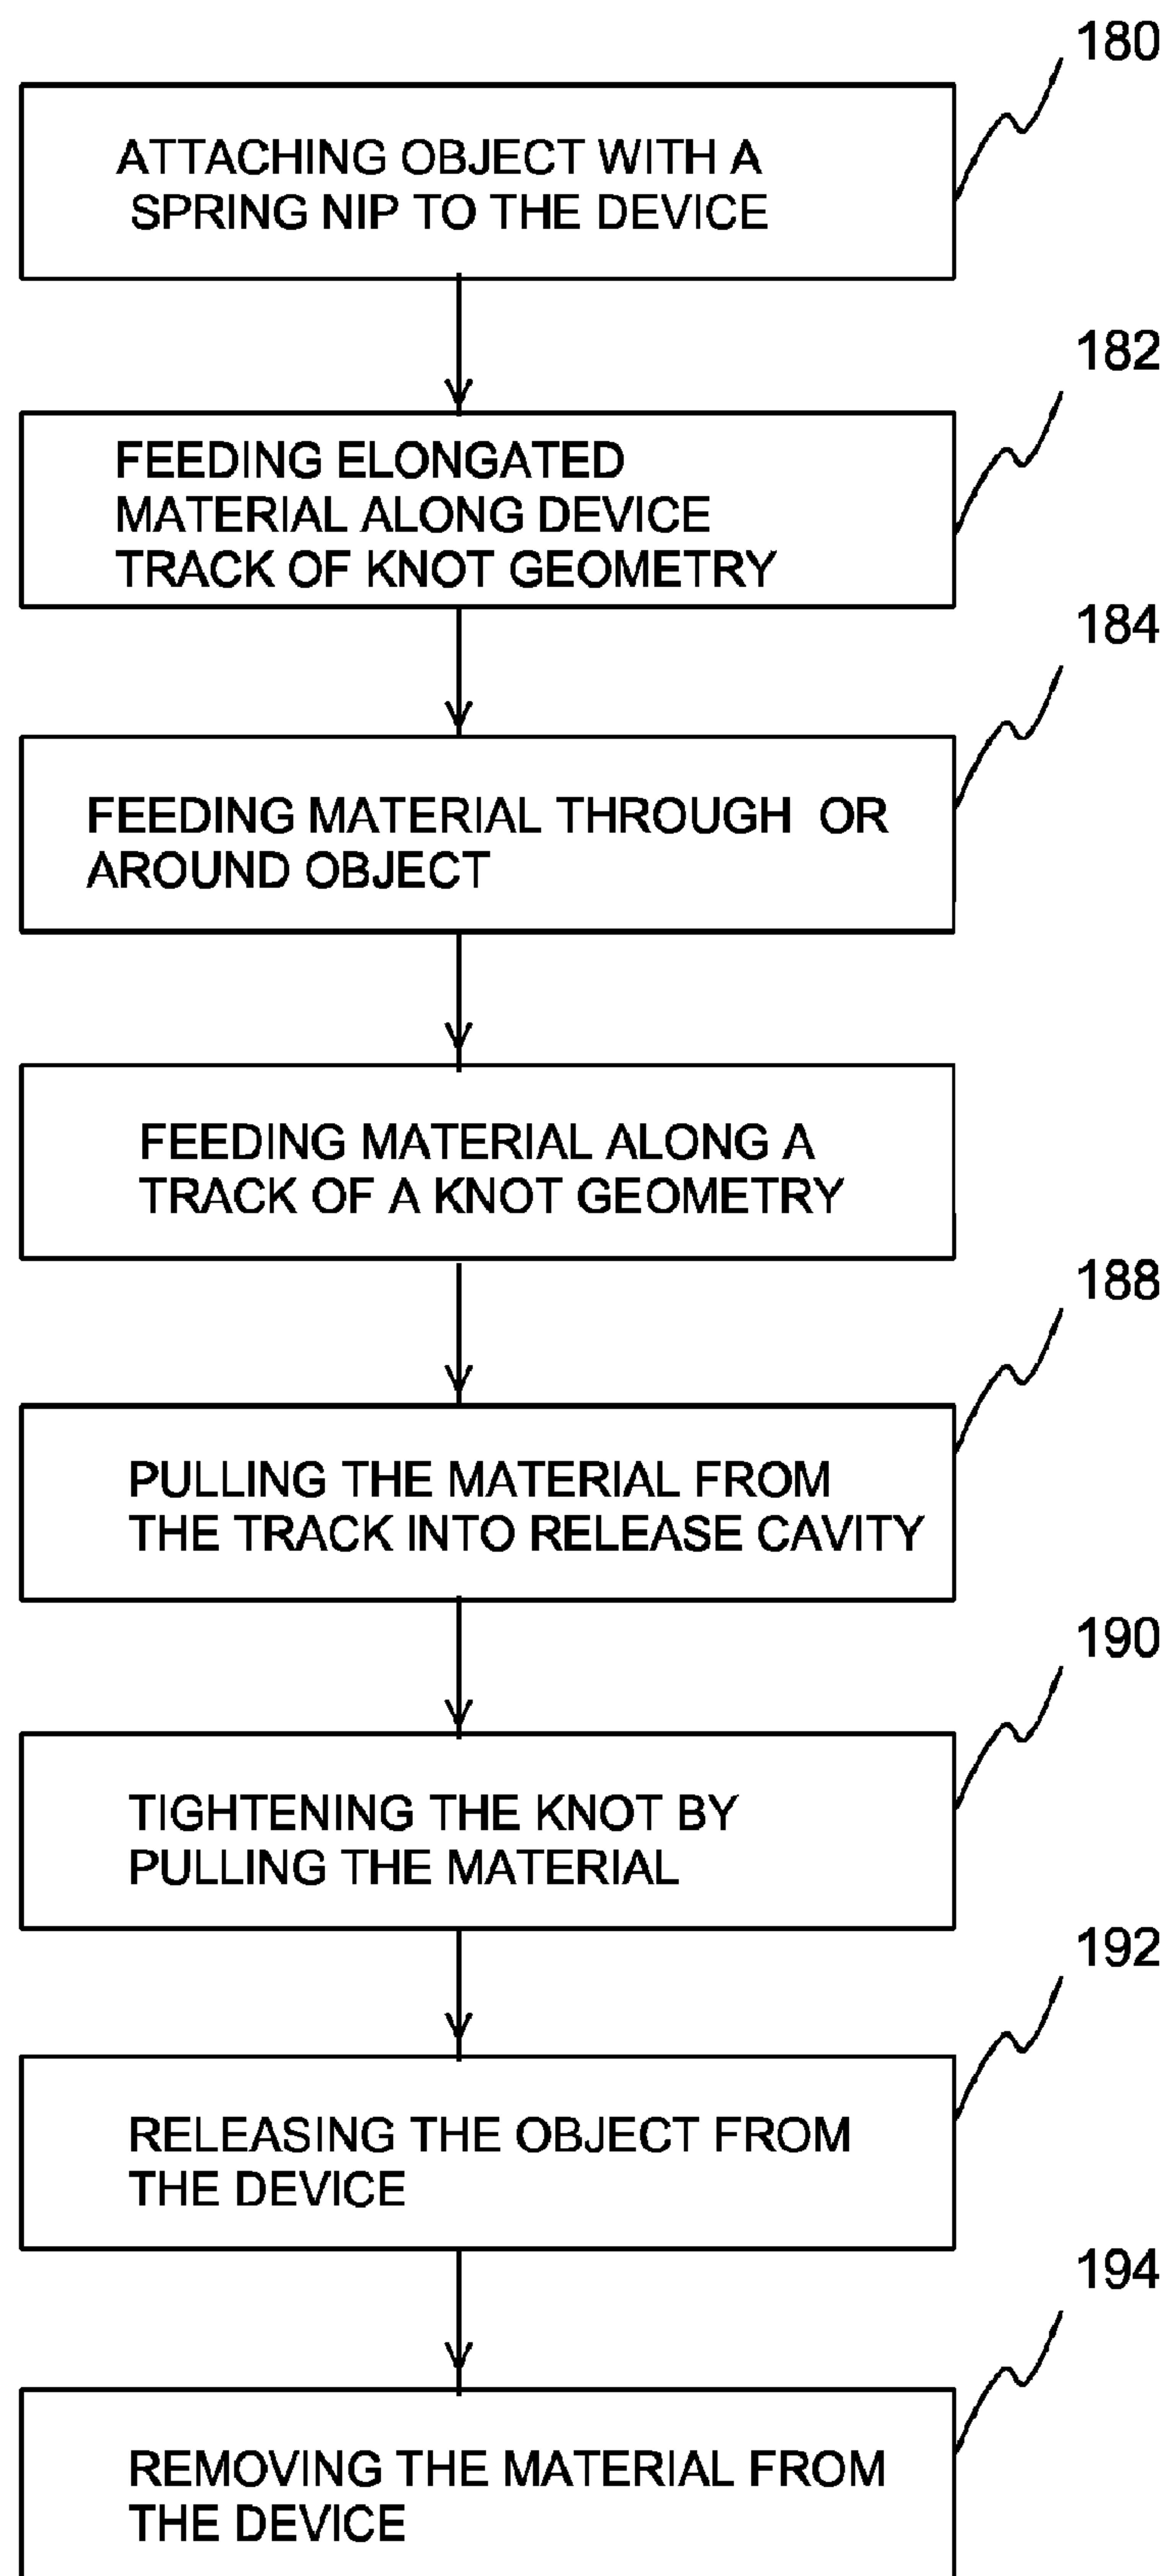 180
ATTACHING OBJECT WITH A
SPRING NIP TO THE DEVICE
182
FEEDING ELONGATED
MATERIAL ALONG DEVICE
TRACK OF KNOT GEOMETRY
184
FEEDING MATERIAL THROUGH OR
AROUND OBJECT
FEEDING MATERIAL ALONG A
TRACK OF A KNOT GEOMETRY
188
PULLING THE MATERIAL FROM
THE TRACK INTO RELEASE CAVITY
190
TIGHTENING THE KNOT BY
PULLING THE MATERIAL
192
RELEASING THE OBJECT FROM
THE DEVICE
194
REMOVING THE MATERIAL FROM
THE DEVICE